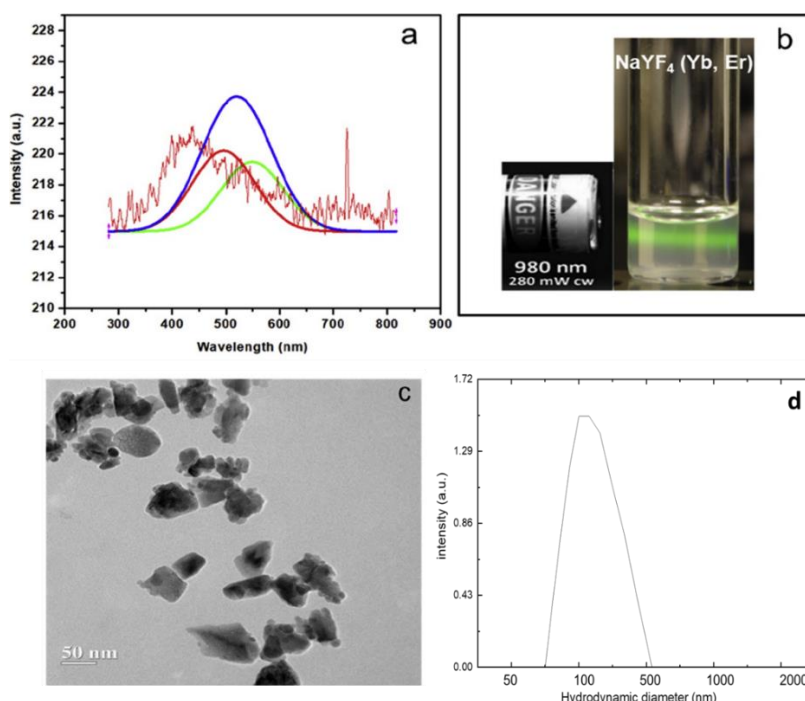 a
228
226
224
222
220
218
216
214
212
210
Intensity (a.u.)
200 300 400 500 600 700 800 900
Wavelength (nm)
b
NaYF4 (Yb, Er)
DANGER
980 nm
280 mW cw
c
50 nm
d
1.72
1.29
0.86
0.43
0.00
intensity (a.u.)
50 100 500 1000 2000
Hydrodynamic diameter (nm)